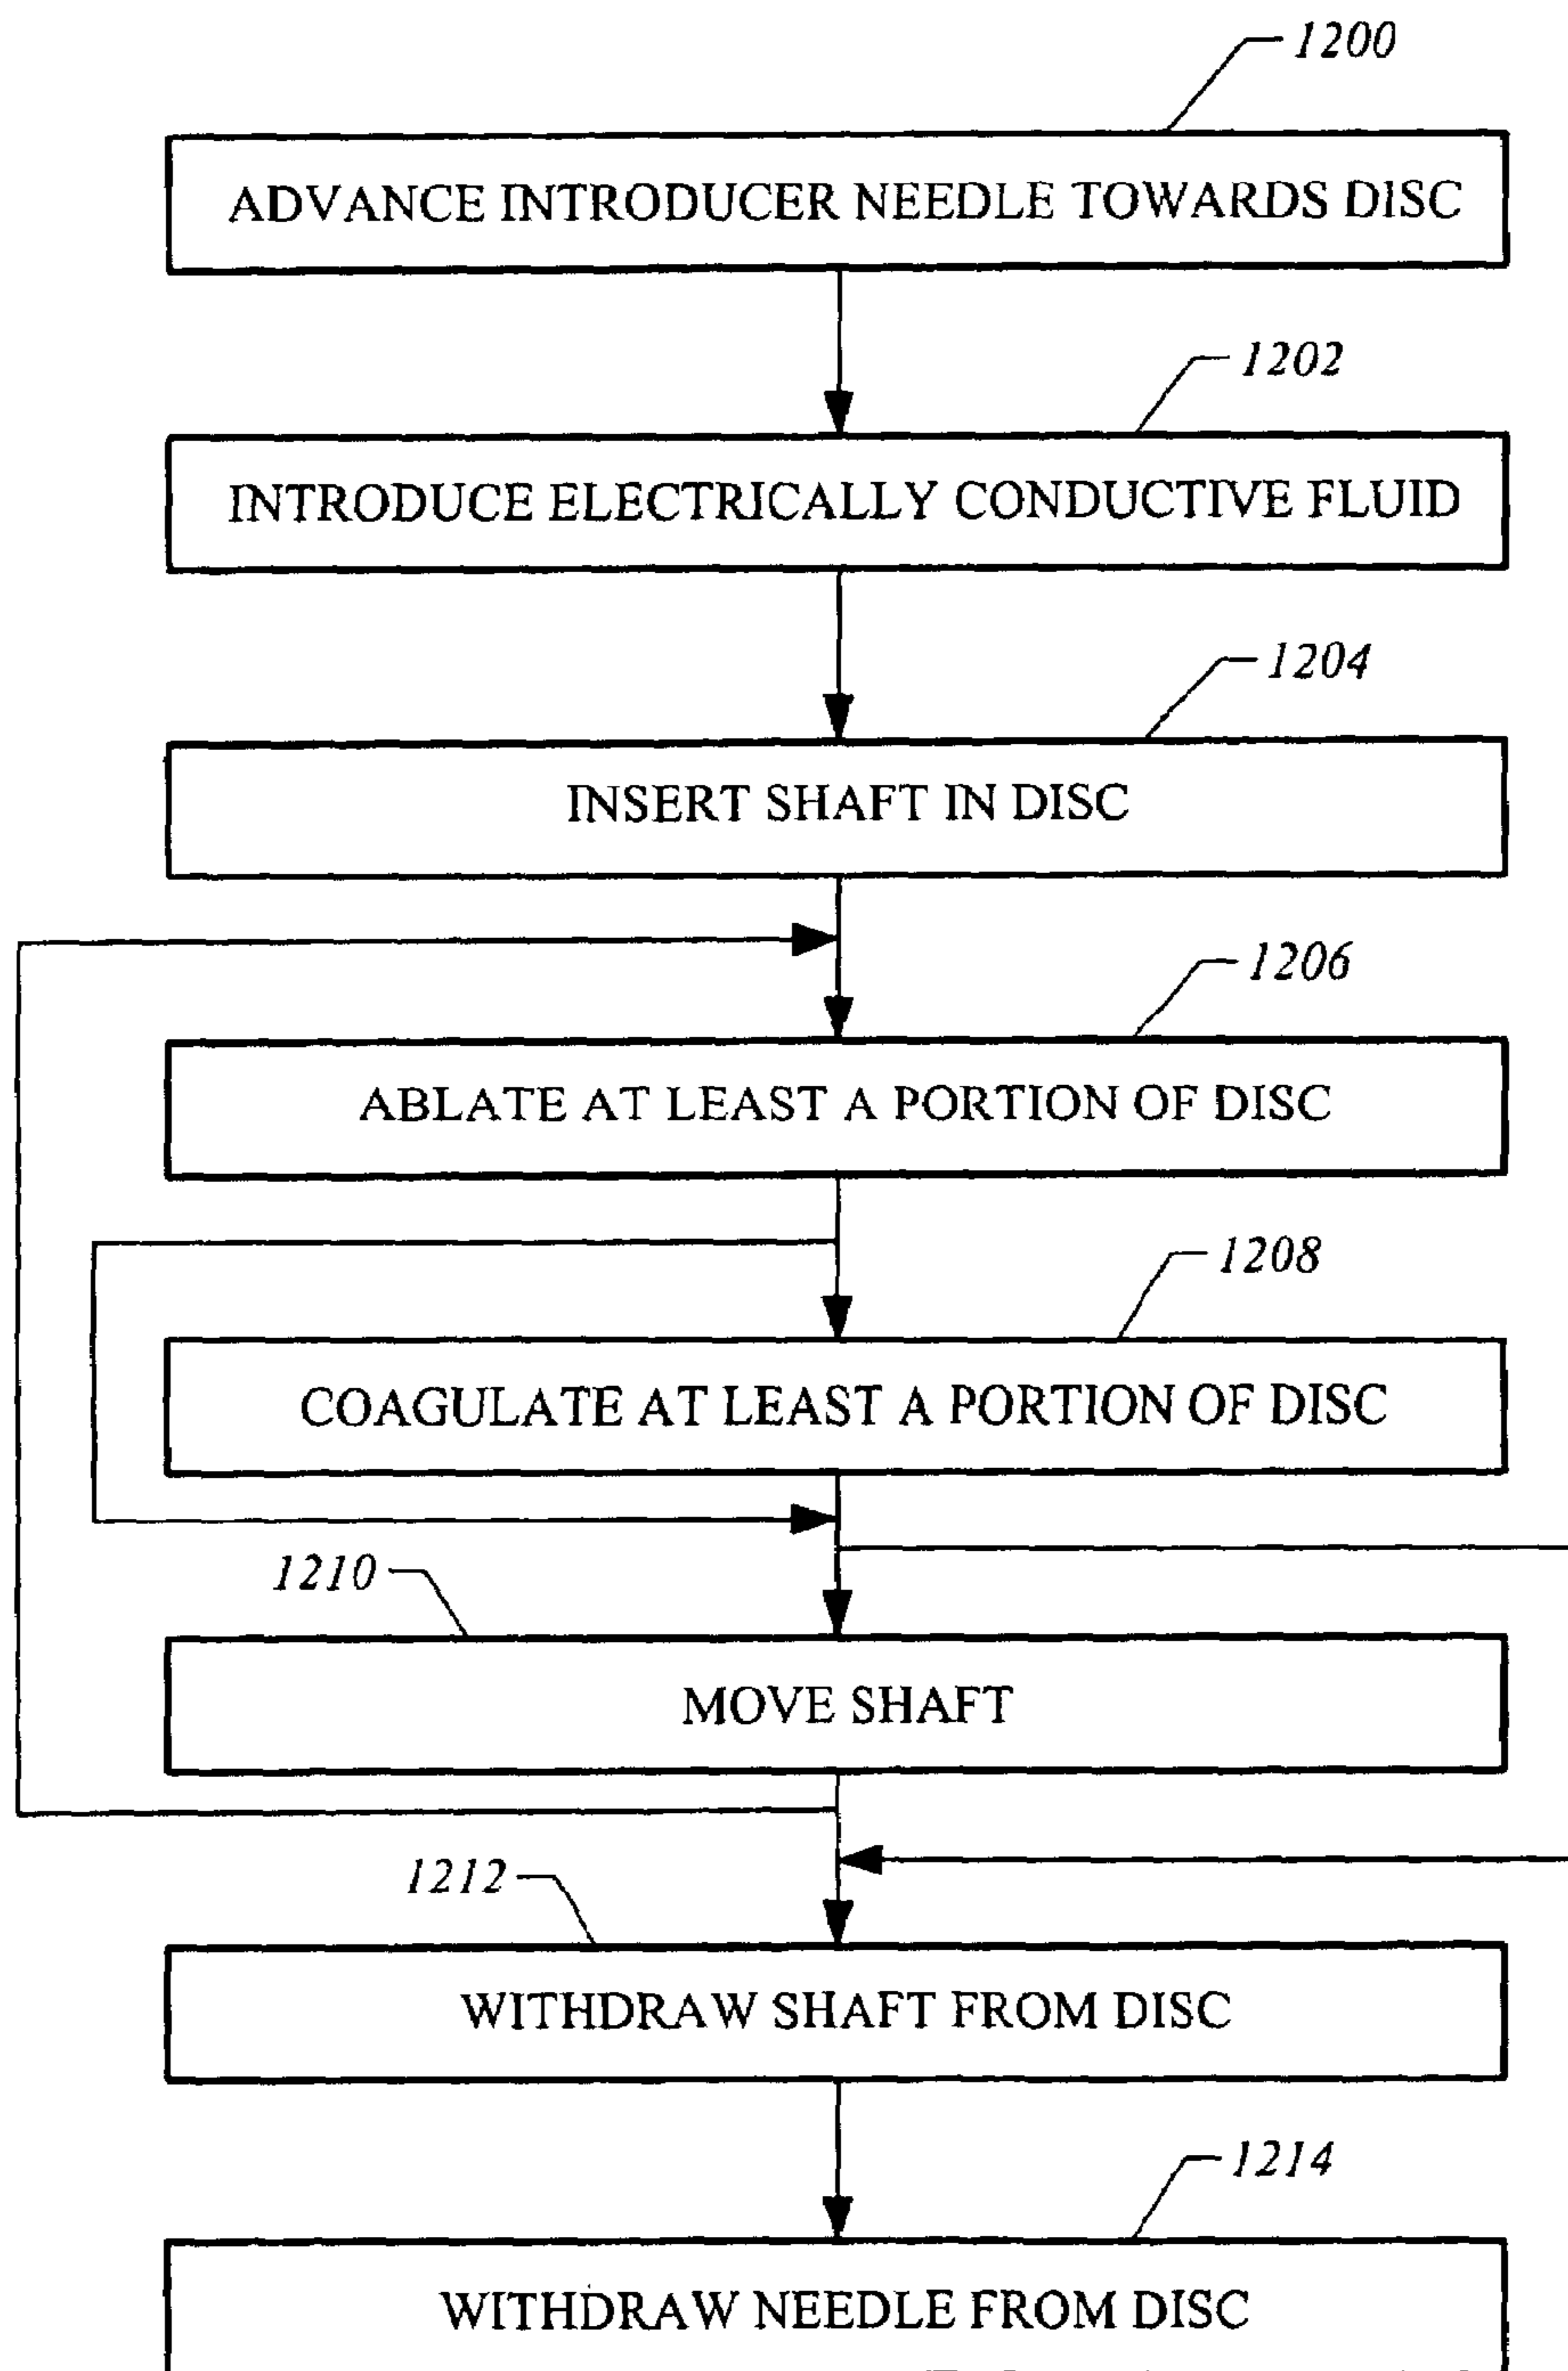 1200
ADVANCE INTRODUCER NEEDLE TOWARDS DISC
1202
INTRODUCE ELECTRICALLY CONDUCTIVE FLUID
1204
INSERT SHAFT IN DISC
1206
ABLATE AT LEAST A PORTION OF DISC
1208
COAGULATE AT LEAST A PORTION OF DISC
1210
MOVE SHAFT
1212
WITHDRAW SHAFT FROM DISC
1214
WITHDRAW NEEDLE FROM DISC